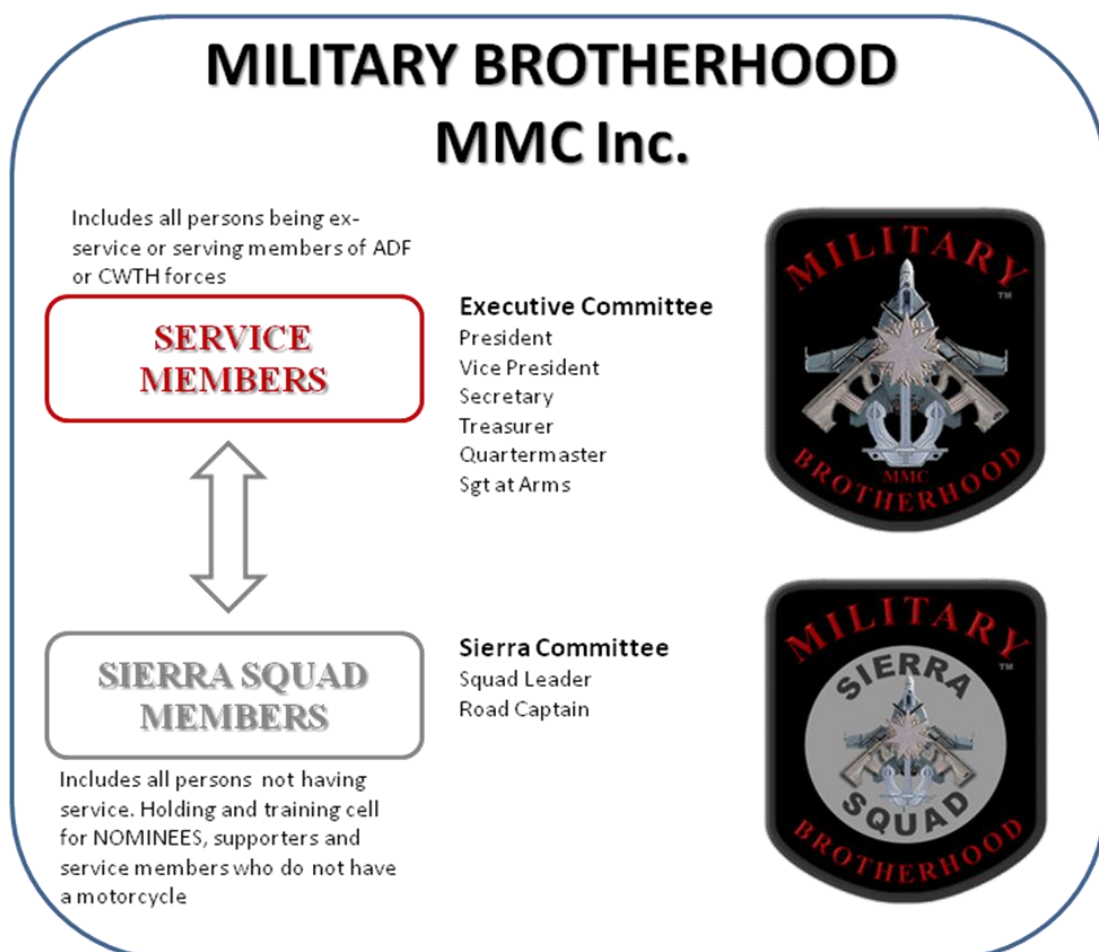 MILITARY BROTHERHOOD
MMC Inc.
Includes all persons being ex-
service or serving members of ADF
or CWTH forces
SERVICE
MEMBERS
Executive Committee
President
Vice President
Secretary
Treasurer
Quartermaster
Sgt at Arms
MILITARY
TM
MMC
BROTHERHOOD
SIERRA SQUAD
MEMBERS
Includes all persons not having
service. Holding and training cell
for NOMINEES, supporters and
service members who do not have
a motorcycle
Sierra Committee
Squad Leader
Road Captain
MILITARY
TM
SIERRA
SQUAD
BROTHERHOOD